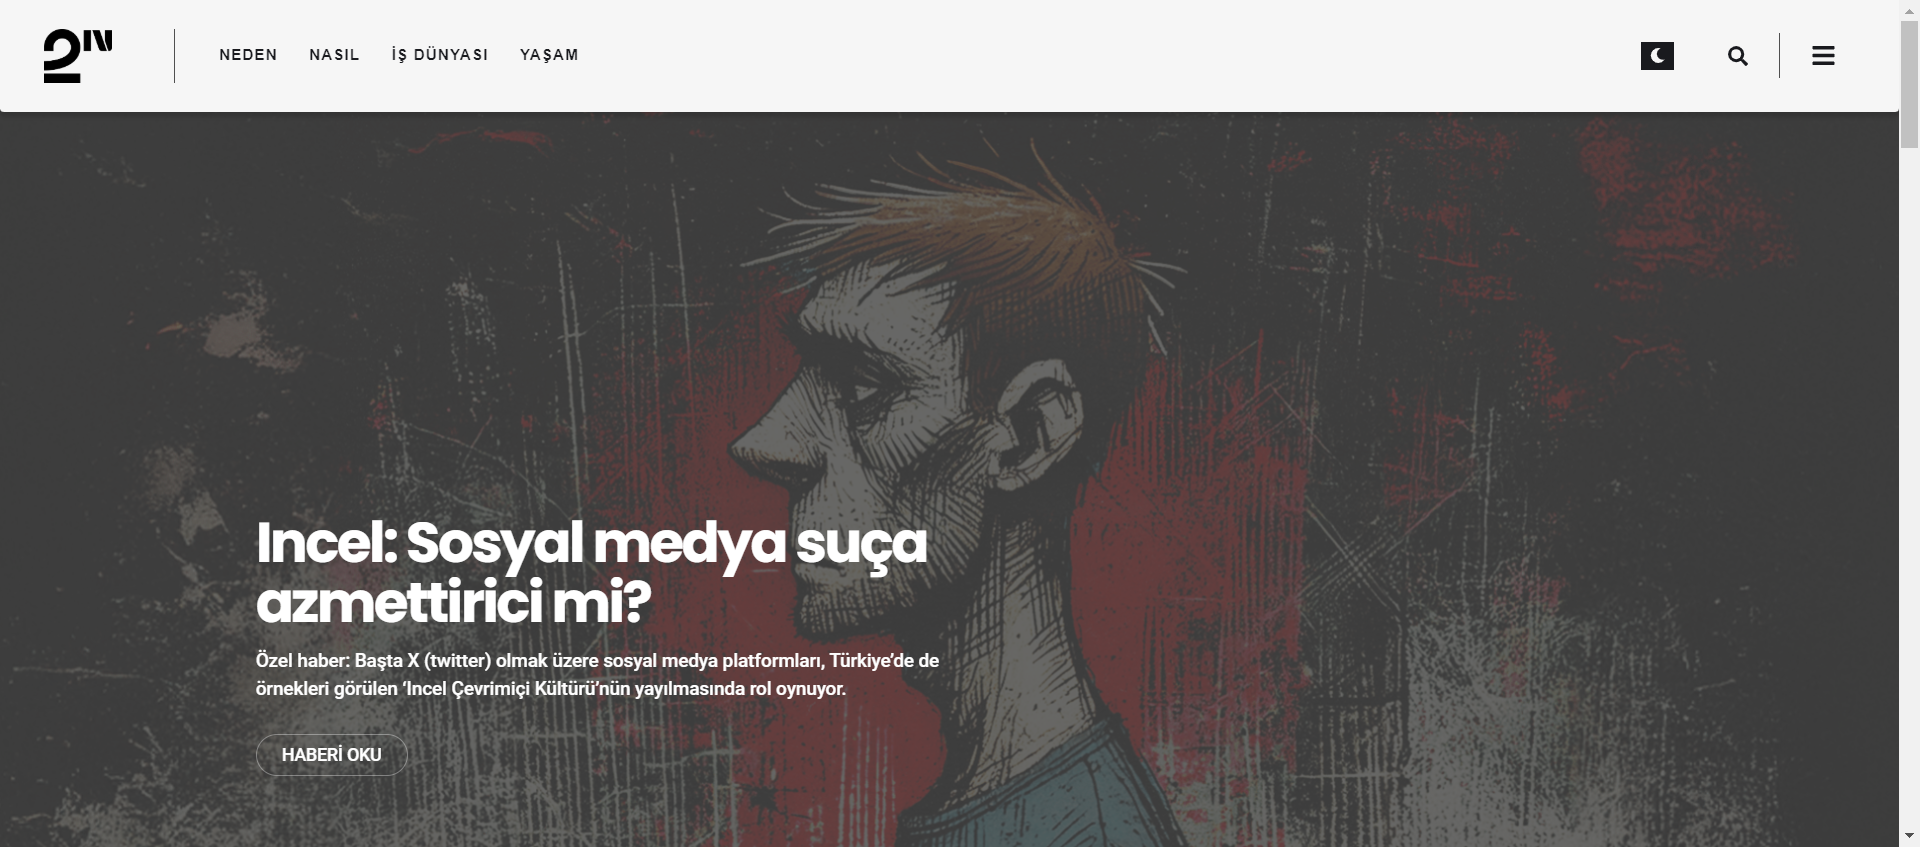 2N
NEDEN NASIL İŞ DÜNYASI YAŞAM
Incel: Sosyal medya suça
azmettirici mi?
Özel haber: Başta X (twitter) olmak üzere sosyal medya platformları, Türkiye’de de
örnekleri görülen ‘Incel Çevrimiçi Kültürü’nün yayılmasında rol oynuyor.
HABERİ OKU